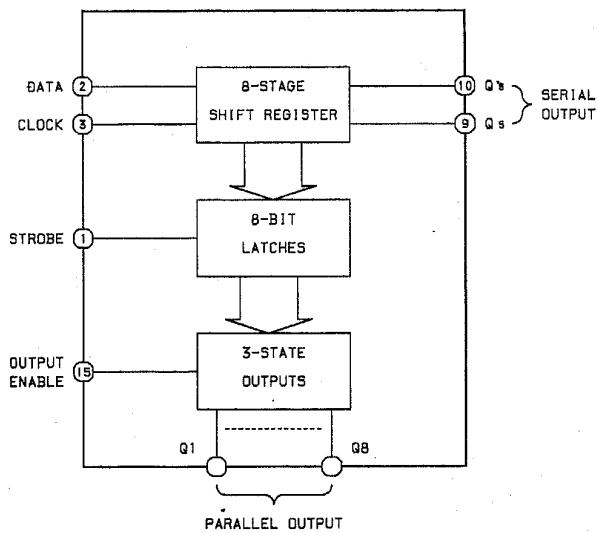 DATA
2
8-STAGE
SHIFT REGISTER
10
Q's
SERIAL
OUTPUT
CLOCK
3
9
Qs
8-BIT
LATCHES
STROBE
1
3-STATE
OUTPUTS
OUTPUT
ENABLE
15
Q1
Q8
PARALLEL OUTPUT